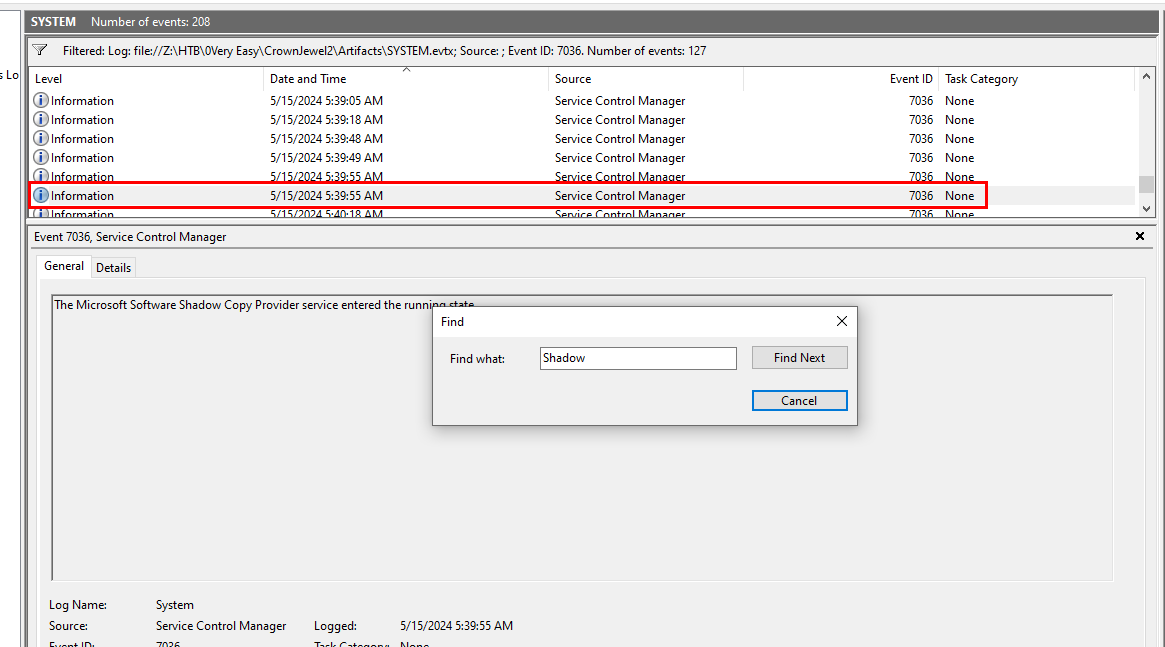 SYSTEM Number of events: 208
Filtered: Log: file://Z:\HTB\0Very Easy\CrownJewel2\Artifacts\SYSTEM.evtx; Source: ; Event ID: 7036. Number of events: 127
s Lo
Level Date and Time Source Event ID Task Category
Information 5/15/2024 5:39:05 AM Service Control Manager 7036 None
Information 5/15/2024 5:39:18 AM Service Control Manager 7036 None
Information 5/15/2024 5:39:48 AM Service Control Manager 7036 None
Information 5/15/2024 5:39:49 AM Service Control Manager 7036 None
Information 5/15/2024 5:39:55 AM Service Control Manager 7036 None
Information 5/15/2024 5:39:55 AM Service Control Manager 7036 None
Information 5/15/2024 5:40:18 AM Service Control Manager 7036 None
Event 7036, Service Control Manager
General Details
The Microsoft Software Shadow Copy Provider service entered the running state.
Find
Find what: Shadow Find Next
Cancel
Log Name: System
Source: Service Control Manager Logged: 5/15/2024 5:39:55 AM
Event ID: 7036 Task Category: None